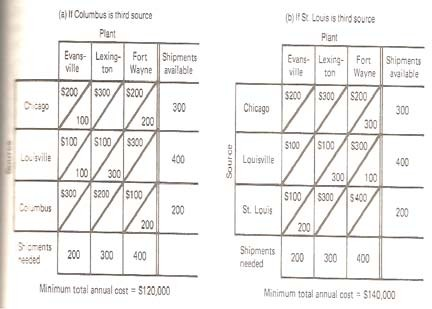 (a) If Columbus is third source
Plant
Evans- Lexing- Fort Shipments
ville ton Wayne available
$200 $300 $200
Chicago 300
100 200
$100 $100 $300
Louisville 400
100 300
$300 $200 $100
Columbus 200
200
Shipments
needed 200 300 400
Minimum total annual cost = $120,000
(b) If St. Louis is third source
Plant
Evans- Lexing- Fort Shipments
ville ton Wayne available
$200 $300 $200
Chicago 300
300
Source
$100 $100 $300
Louisville 400
300 100
$100 $300 $400
St. Louis 200
200
Shipments
needed 200 300 400
Minimum total annual cost = $140,000